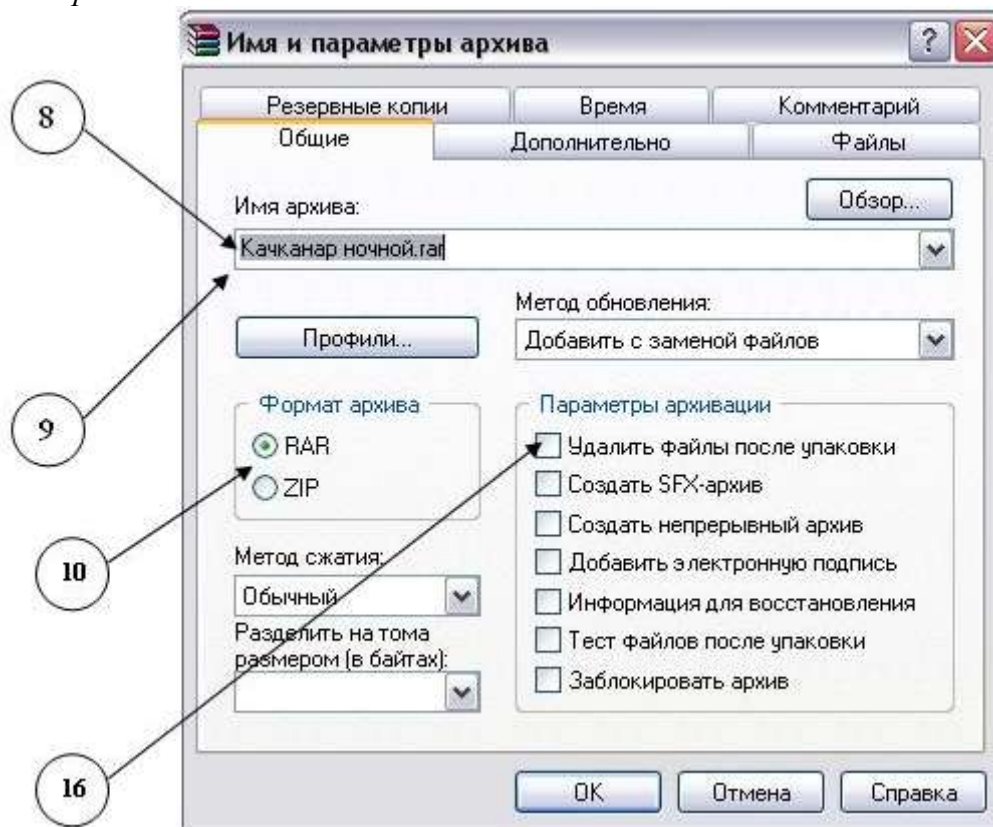 Имя и параметры архива
8
Резервные копии Время Комментарий
Общие Дополнительно Файлы
Обзор...
Имя архива:
Качканар ночной.rar
Метод обновления:
Профили... Добавить с заменой файлов
9
Формат архива Параметры архивации
RAR Удалить файлы после упаковки
ZIP Создать SFX-архив
Создать непрерывный архив
10
Метод сжатия: Добавить электронную подпись
Обычный Информация для восстановления
Разделить на тома Тест файлов после упаковки
размером (в байтах):
Заблокировать архив
16
OK Отмена Справка